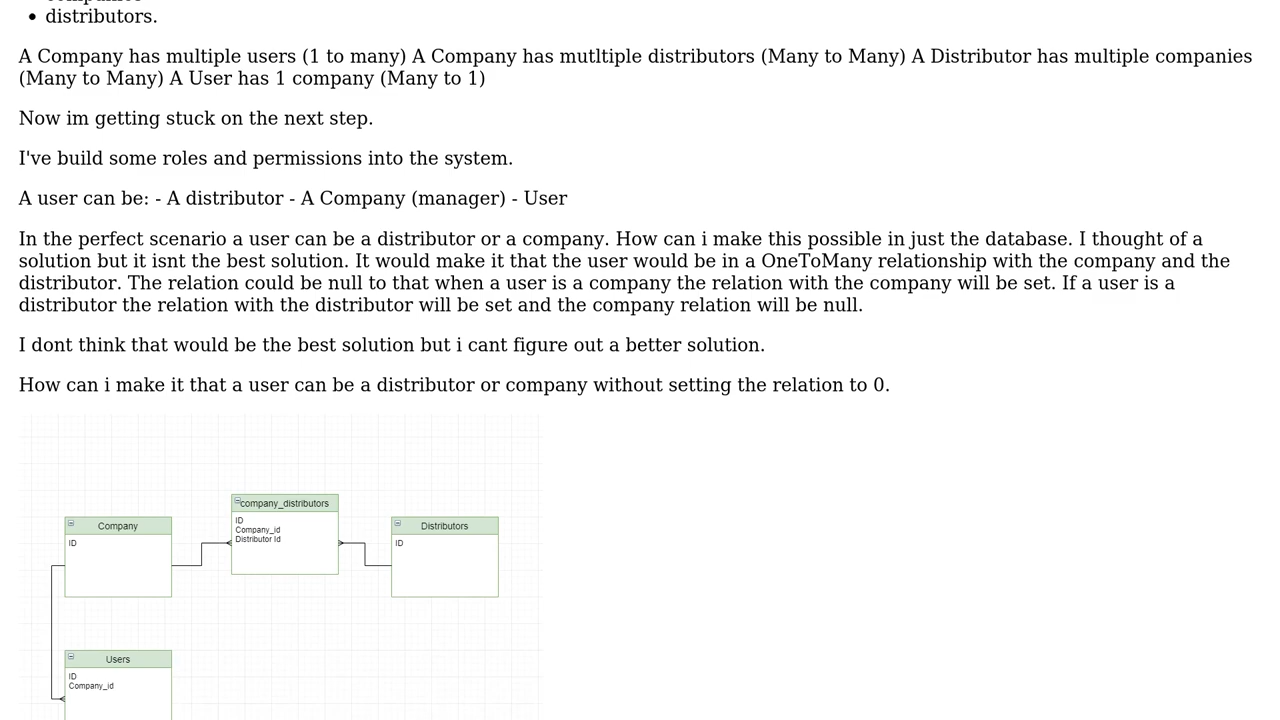 distributors.
A Company has multiple users (1 to many) A Company has mutltiple distributors (Many to Many) A Distributor has multiple companies
(Many to Many) A User has 1 company (Many to 1)
Now im getting stuck on the next step.
I've build some roles and permissions into the system.
A user can be: - A distributor - A Company (manager) - User
In the perfect scenario a user can be a distributor or a company. How can i make this possible in just the database. I thought of a
solution but it isnt the best solution. It would make it that the user would be in a OneToMany relationship with the company and the
distributor. The relation could be null to that when a user is a company the relation with the company will be set. If a user is a
distributor the relation with the distributor will be set and the company relation will be null.
I dont think that would be the best solution but i cant figure out a better solution.
How can i make it that a user can be a distributor or company without setting the relation to 0.
company_distributors
ID
Company_id
Distributor Id
Company
ID
Distributors
ID
Users
ID
Company_id